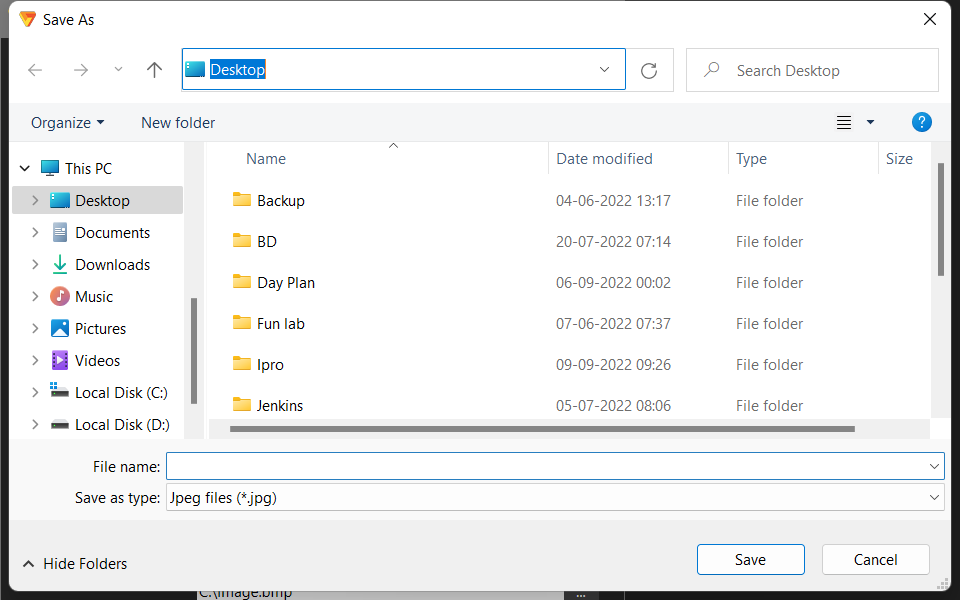 Save As
Desktop
Search Desktop
Organize New folder ?
Name Date modified Type Size
This PC
Desktop
Documents
Downloads
Music
Pictures
Videos
Local Disk (C:)
Local Disk (D:)
Backup 04-06-2022 13:17 File folder
BD 20-07-2022 07:14 File folder
Day Plan 06-09-2022 00:02 File folder
Fun lab 07-06-2022 07:37 File folder
Ipro 09-09-2022 09:26 File folder
Jenkins 05-07-2022 08:06 File folder
File name:
Save as type: Jpeg files (*.jpg)
Hide Folders Save Cancel
C:\image.bmp ...